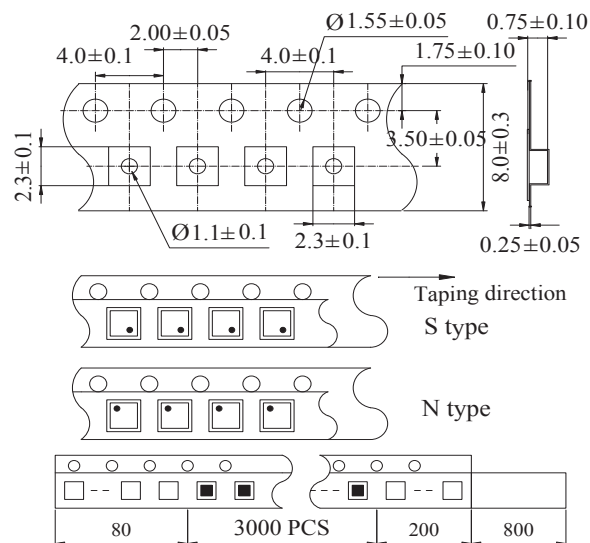 Ø1.55±0.05
0.75±0.10
2.00±0.05
4.0±0.1
4.0±0.1
1.75±0.10
3.50±0.05
8.0±0.3
2.3±0.1
Ø1.1±0.1
2.3±0.1
0.25±0.05
Taping direction
S type
N type
80
3000 PCS
200
800